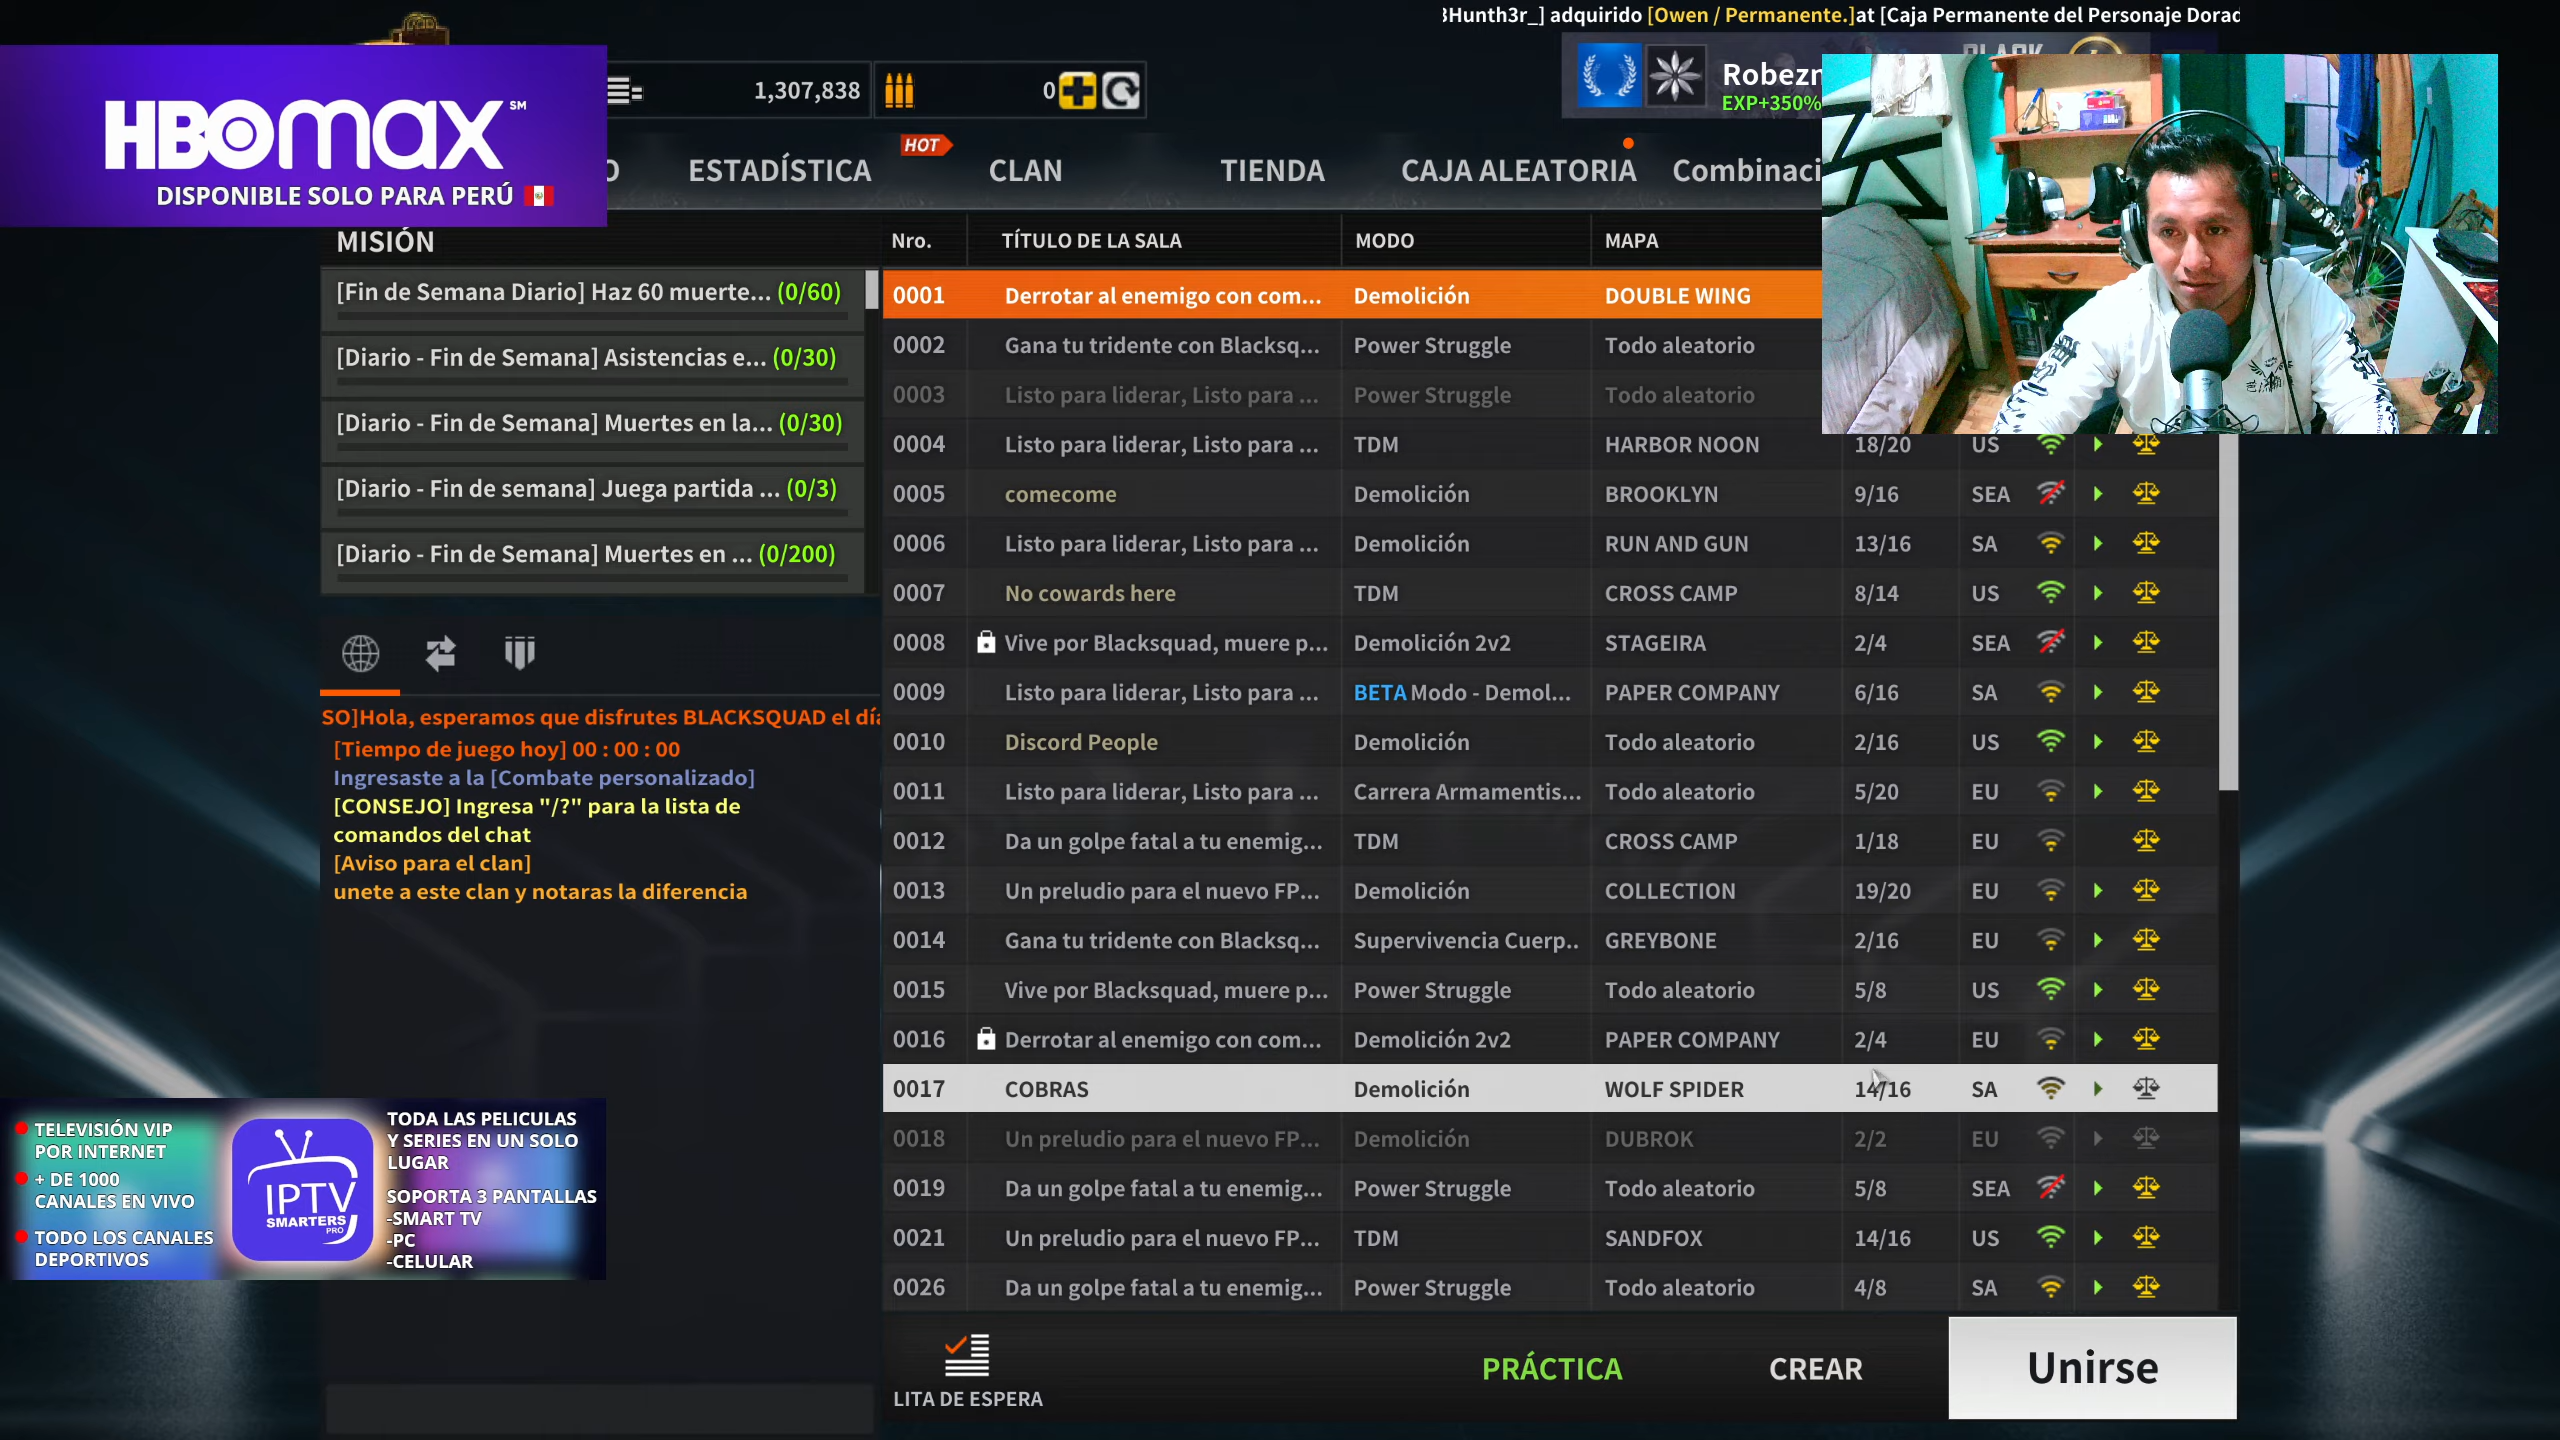 3Hunth3r_] adquirido [Owen / Permanente.]at [Caja Permanente del Personaje Dorad
HBOMAX SM
DISPONIBLE SOLO PARA PERÚ
1,307,838
0
Robezn
EXP+350%
O ESTADÍSTICA HOT CLAN TIENDA CAJA ALEATORIA Combinaci
MISIÓN
[Fin de Semana Diario] Haz 60 muerte... (0/60)
[Diario - Fin de Semana] Asistencias e... (0/30)
[Diario - Fin de Semana] Muertes en la... (0/30)
[Diario - Fin de semana] Juega partida ... (0/3)
[Diario - Fin de Semana] Muertes en ... (0/200)
SO]Hola, esperamos que disfrutes BLACKSQUAD el día
[Tiempo de juego hoy] 00 : 00 : 00
Ingresaste a la [Combate personalizado]
[CONSEJO] Ingresa "/?" para la lista de
comandos del chat
[Aviso para el clan]
unete a este clan y notaras la diferencia
Nro. TÍTULO DE LA SALA MODO MAPA
0001 Derrotar al enemigo con com... Demolición DOUBLE WING
0002 Gana tu tridente con Blacksq... Power Struggle Todo aleatorio
0003 Listo para liderar, Listo para ... Power Struggle Todo aleatorio
0004 Listo para liderar, Listo para ... TDM HARBOR NOON 18/20 US
0005 comecome Demolición BROOKLYN 9/16 SEA
0006 Listo para liderar, Listo para ... Demolición RUN AND GUN 13/16 SA
0007 No cowards here TDM CROSS CAMP 8/14 US
0008 Vive por Blacksquad, muere p... Demolición 2v2 STAGEIRA 2/4 SEA
0009 Listo para liderar, Listo para ... BETA Modo - Demol... PAPER COMPANY 6/16 SA
0010 Discord People Demolición Todo aleatorio 2/16 US
0011 Listo para liderar, Listo para ... Carrera Armamentis... Todo aleatorio 5/20 EU
0012 Da un golpe fatal a tu enemig... TDM CROSS CAMP 1/18 EU
0013 Un preludio para el nuevo FP... Demolición COLLECTION 19/20 EU
0014 Gana tu tridente con Blacksq... Supervivencia Cuerp.. GREYBONE 2/16 EU
0015 Vive por Blacksquad, muere p... Power Struggle Todo aleatorio 5/8 US
0016 Derrotar al enemigo con com... Demolición 2v2 PAPER COMPANY 2/4 EU
0017 COBRAS Demolición WOLF SPIDER 14/16 SA
0018 Un preludio para el nuevo FP... Demolición DUBROK 2/2 EU
0019 Da un golpe fatal a tu enemig... Power Struggle Todo aleatorio 5/8 SEA
0021 Un preludio para el nuevo FP... TDM SANDFOX 14/16 US
0026 Da un golpe fatal a tu enemig... Power Struggle Todo aleatorio 4/8 SA
TELEVISIÓN VIP
POR INTERNET
+ DE 1000
CANALES EN VIVO
TODO LOS CANALES
DEPORTIVOS
IPTV
SMARTERS
PRO
TODA LAS PELICULAS
Y SERIES EN UN SOLO
LUGAR
SOPORTA 3 PANTALLAS
-SMART TV
-PC
-CELULAR
LITA DE ESPERA
PRÁCTICA
CREAR
Unirse